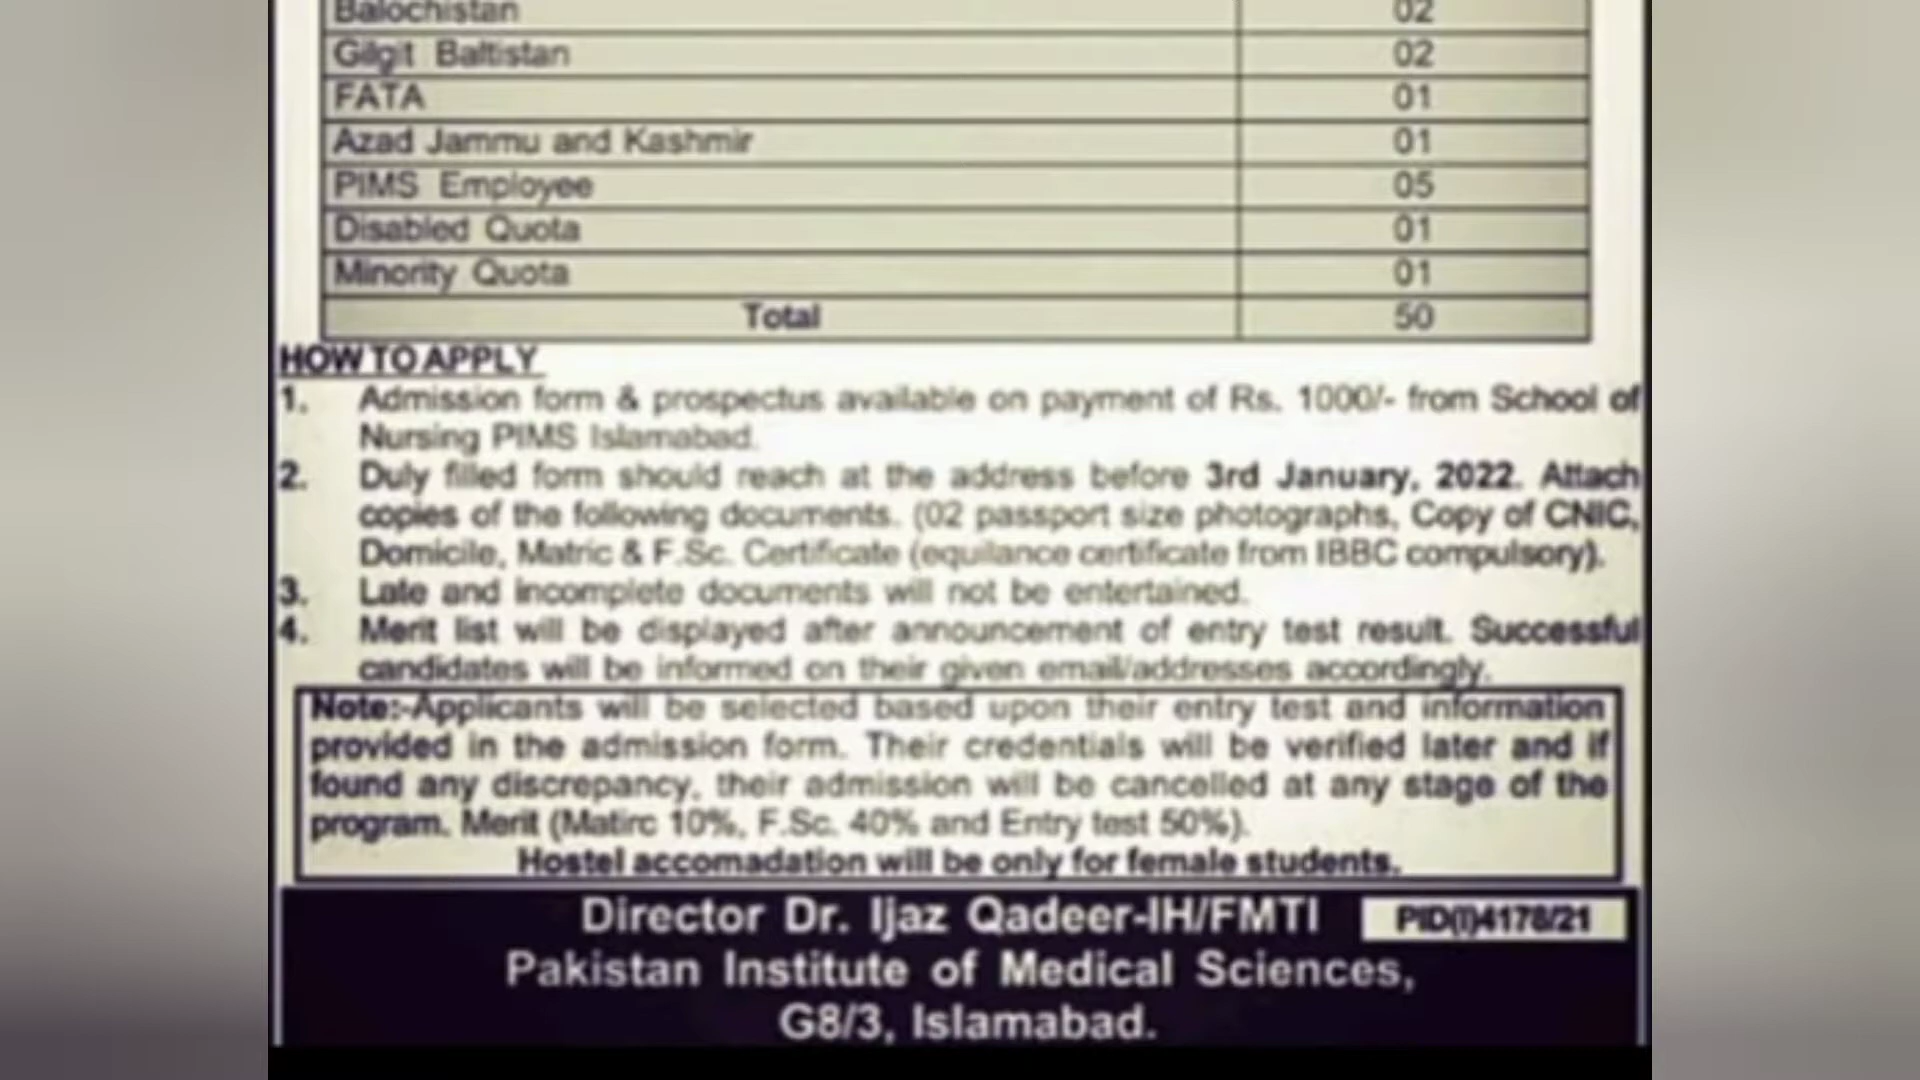 Balochistan 02
Gilgit Baltistan 02
FATA 01
Azad Jammu and Kashmir 01
PIMS Employee 05
Disabled Quota 01
Minority Quota 01
Total 50
HOW TO APPLY
1. Admission form & prospectus available on payment of Rs. 1000/- from School of
Nursing PIMS Islamabad.
2. Duly filled form should reach at the address before 3rd January, 2022. Attach
copies of the following documents. (02 passport size photographs, Copy of CNIC,
Domicile, Matric & F.Sc. Certificate (equilance certificate from IBBC compulsory).
3. Late and incomplete documents will not be entertained.
4. Merit list will be displayed after announcement of entry test result. Successful
candidates will be informed on their given email/addresses accordingly.
Note:-Applicants will be selected based upon their entry test and information
provided in the admission form. Their credentials will be verified later and if
found any discrepancy, their admission will be cancelled at any stage of the
program. Merit (Matirc 10%, F.Sc. 40% and Entry test 50%).
Hostel accomadation will be only for female students.
Director Dr. Ijaz Qadeer-IH/FMTI PID(I)4178/21
Pakistan Institute of Medical Sciences,
G8/3, Islamabad.